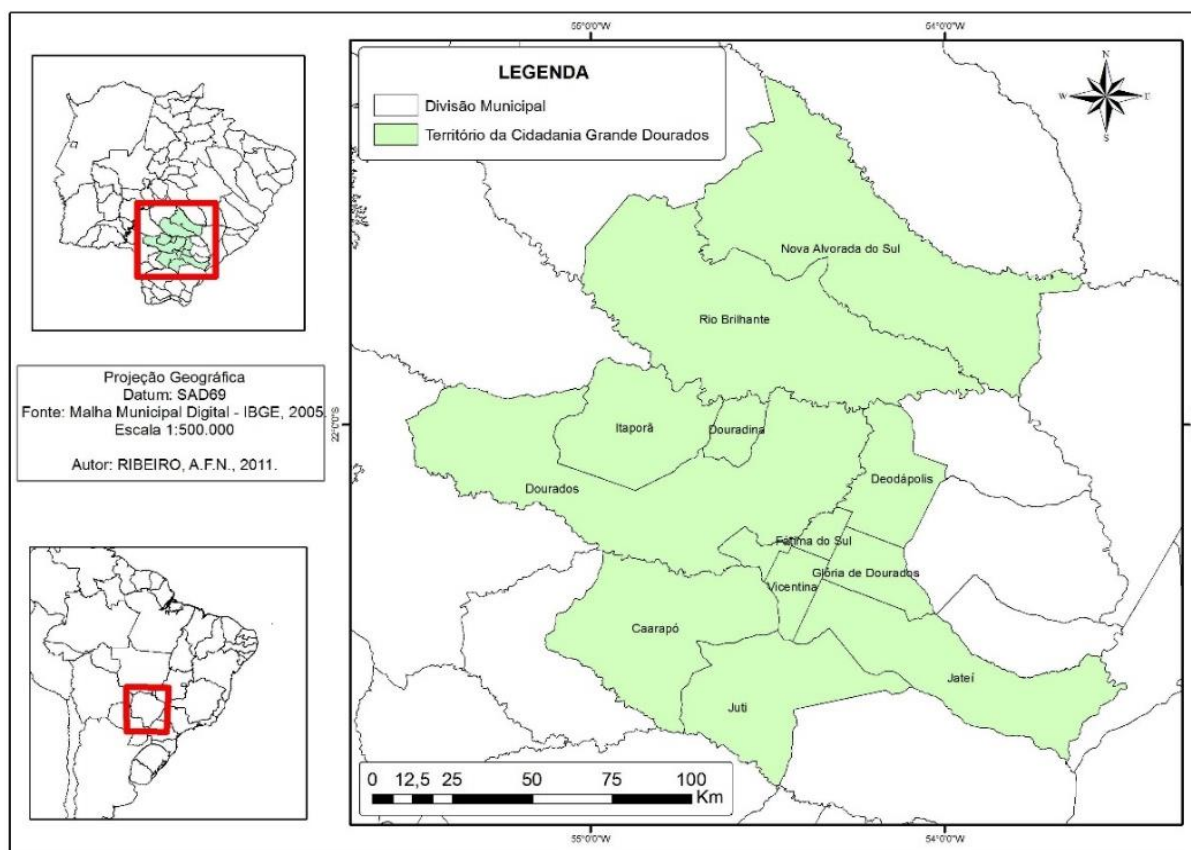 55°0'0"W
54°0'0"W
LEGENDA
Divisão Municipal
Território da Cidadania Grande Dourados
N
W
E
S
Projeção Geográfica
Datum: SAD69
Fonte: Malha Municipal Digital - IBGE, 2005.
Escala 1:500.000
Autor: RIBEIRO, A.F.N., 2011.
22°0'0"S
Nova Alvorada do Sul
Rio Brilhante
Itaporã
Douradina
Deodápolis
Dourados
Fátima do Sul
Glória de Dourados
Vicentina
Caarapó
Jateí
Juti
0 12,5 25 50 75 100
Km
55°0'0"W
54°0'0"W